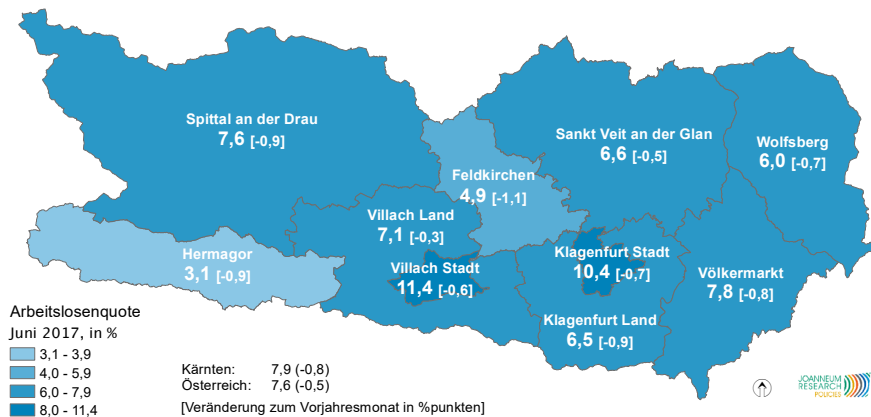 Spittal an der Drau
7,6 [-0,9]
Sankt Veit an der Glan
6,6 [-0,5]
Wolfsberg
6,0 [-0,7]
Feldkirchen
4,9 [-1,1]
Villach Land
7,1 [-0,3]
Hermagor
3,1 [-0,9]
Villach Stadt
11,4 [-0,6]
Klagenfurt Stadt
10,4 [-0,7]
Völkermarkt
7,8 [-0,8]
Klagenfurt Land
6,5 [-0,9]
Arbeitslosenquote
Juni 2017, in %
3,1 - 3,9
4,0 - 5,9
6,0 - 7,9
8,0 - 11,4
Kärnten: 7,9 (-0,8)
Österreich: 7,6 (-0,5)
[Veränderung zum Vorjahresmonat in %punkten]
JOANNEUM
RESEARCH
POLICIES